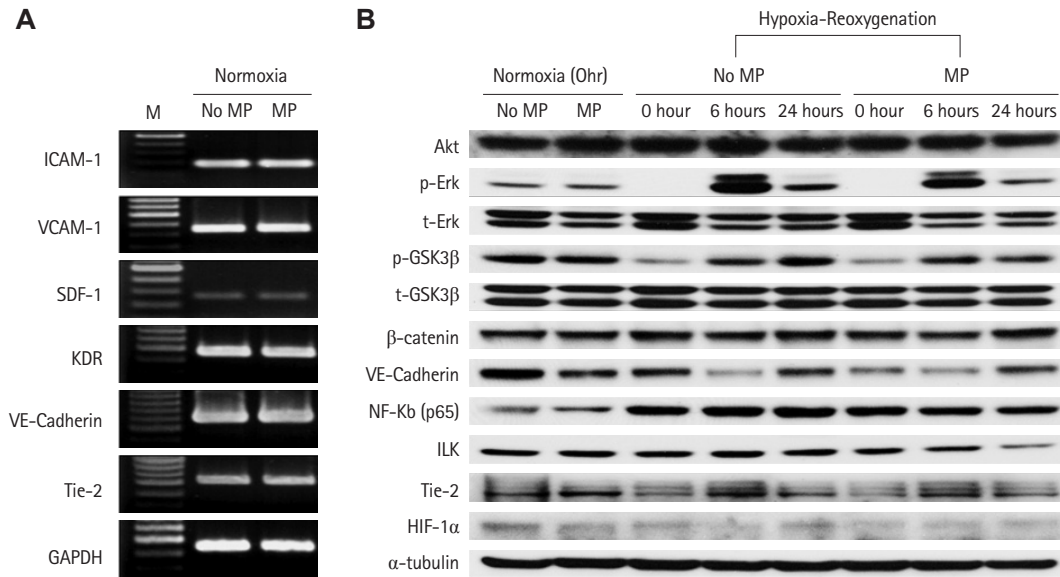 A
Normoxia
M No MP MP
ICAM-1
VCAM-1
SDF-1
KDR
VE-Cadherin
Tie-2
GAPDH
B
Hypoxia-Reoxygenation
Normoxia (Ohr) No MP MP
No MP MP 0 hour 6 hours 24 hours 0 hour 6 hours 24 hours
Akt
p-Erk
t-Erk
p-GSK3β
t-GSK3β
β-catenin
VE-Cadherin
NF-Kb (p65)
ILK
Tie-2
HIF-1α
α-tubulin